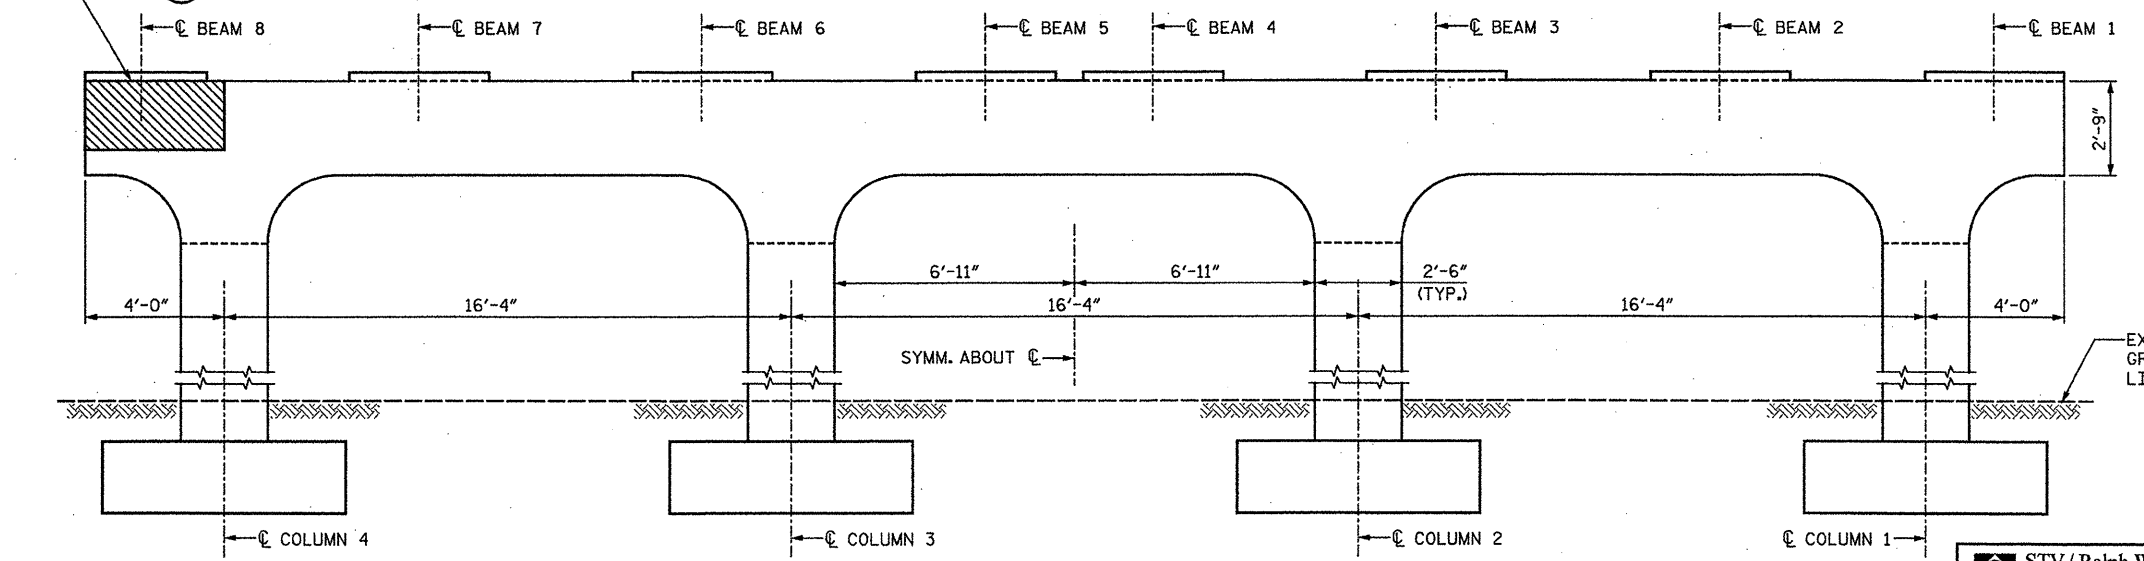 ℄ BEAM 8
℄ BEAM 7
℄ BEAM 6
℄ BEAM 5
℄ BEAM 4
℄ BEAM 3
℄ BEAM 2
℄ BEAM 1
2'-9"
6'-11"
6'-11"
2'-6"
(TYP.)
4'-0"
16'-4"
16'-4"
16'-4"
4'-0"
SYMM. ABOUT ℄
℄ COLUMN 4
℄ COLUMN 3
℄ COLUMN 2
℄ COLUMN 1
STV / Ralph